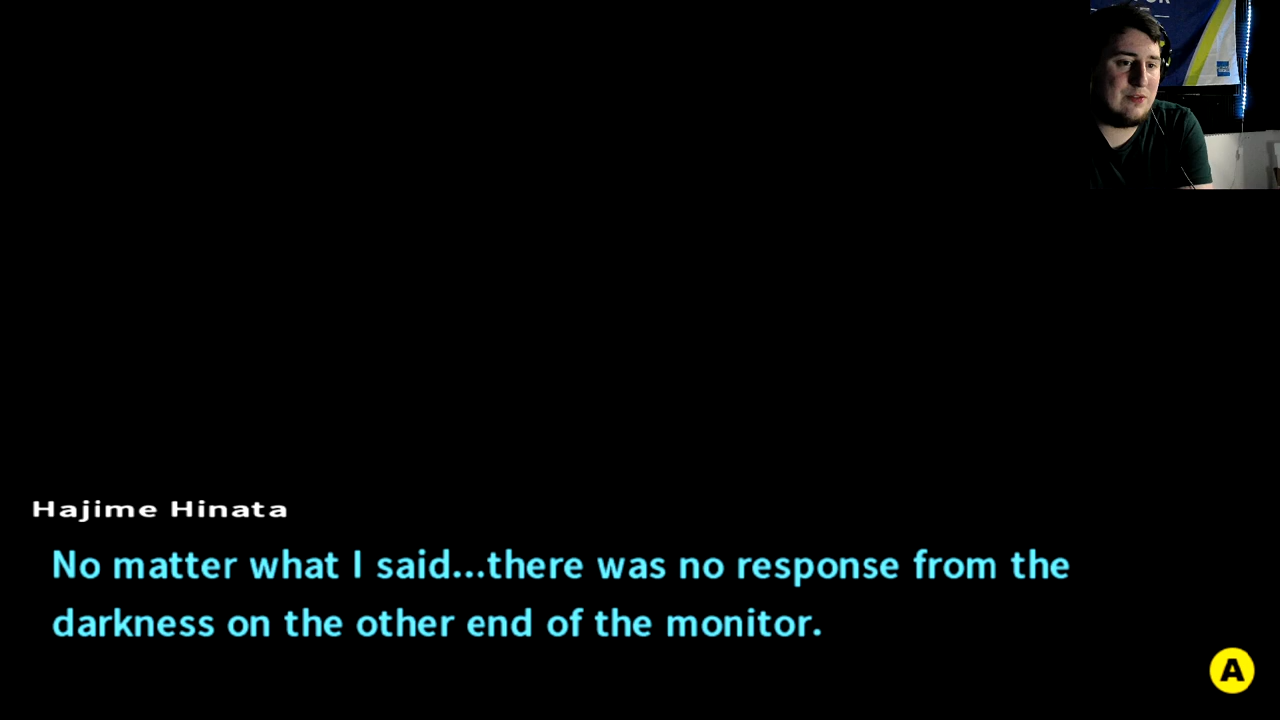 Hajime Hinata
No matter what I said...there was no response from the
darkness on the other end of the monitor.
A